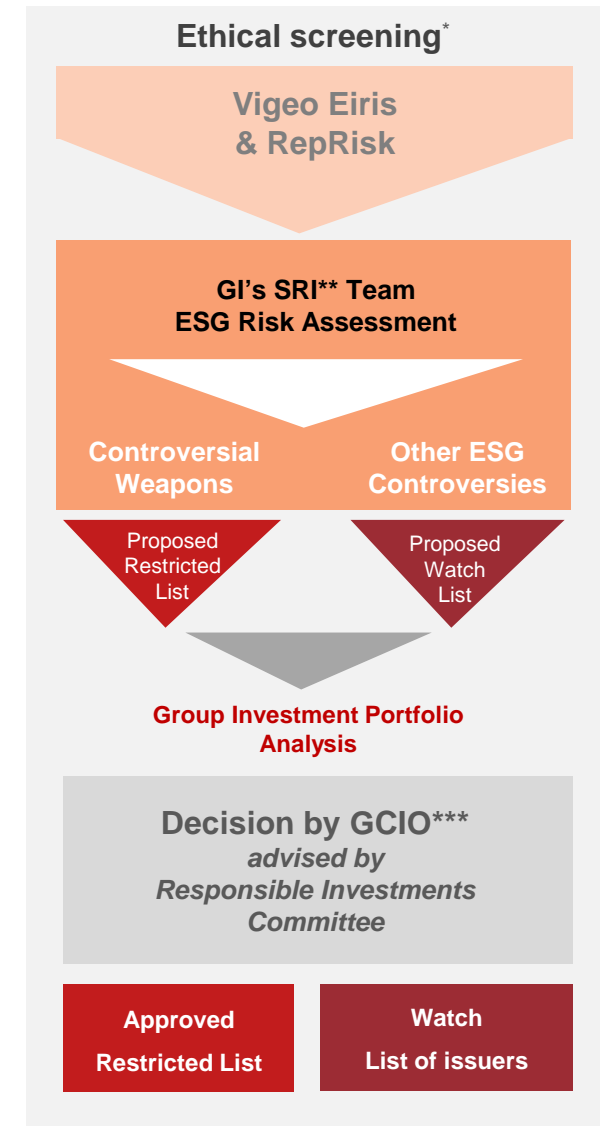 Ethical screening*
Vigeo Eiris
& RepRisk
GI's SRI** Team
ESG Risk Assessment
Controversial
Weapons
Other ESG
Controversies
Proposed
Restricted
List
Proposed
Watch
List
Group Investment Portfolio
Analysis
Decision by GCIO***
advised by
Responsible Investments
Committee
Approved
Restricted List
Watch
List of issuers